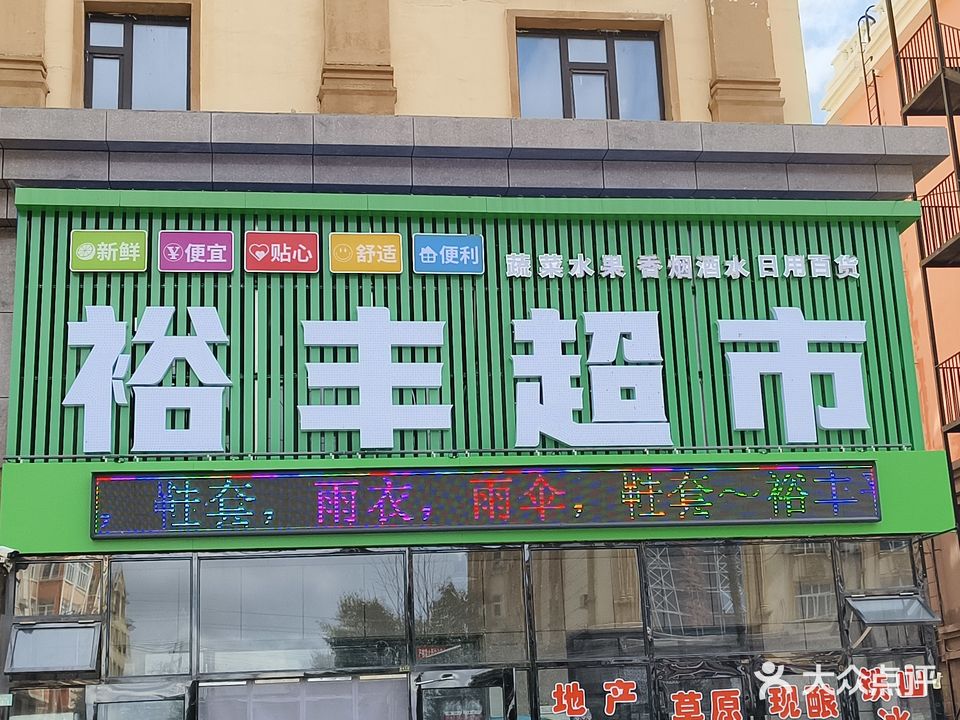 新鲜 ¥便宜 贴心 舒适 便利
蔬菜水果 香烟酒水 日用百货
裕丰超市
，鞋套，雨衣，雨伞，鞋套～裕丰
地产 草原 现酿
大众点评